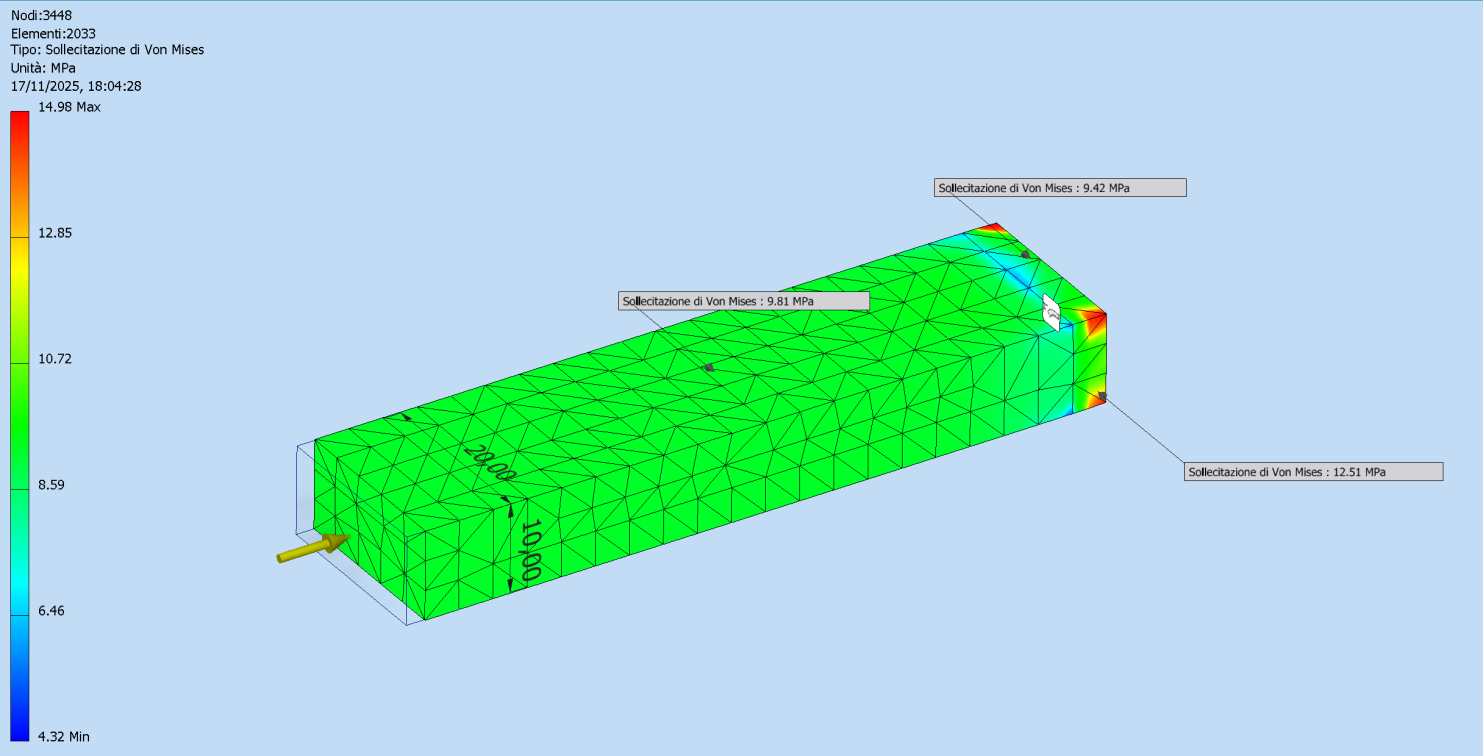 Nodi:3448
Elementi:2033
Tipo: Sollecitazione di Von Mises
Unità: MPa
17/11/2025, 18:04:28
14.98 Max
12.85
10.72
8.59
6.46
4.32 Min
Sollecitazione di Von Mises : 9.42 MPa
Sollecitazione di Von Mises : 9.81 MPa
Sollecitazione di Von Mises : 12.51 MPa
20,00
10,00